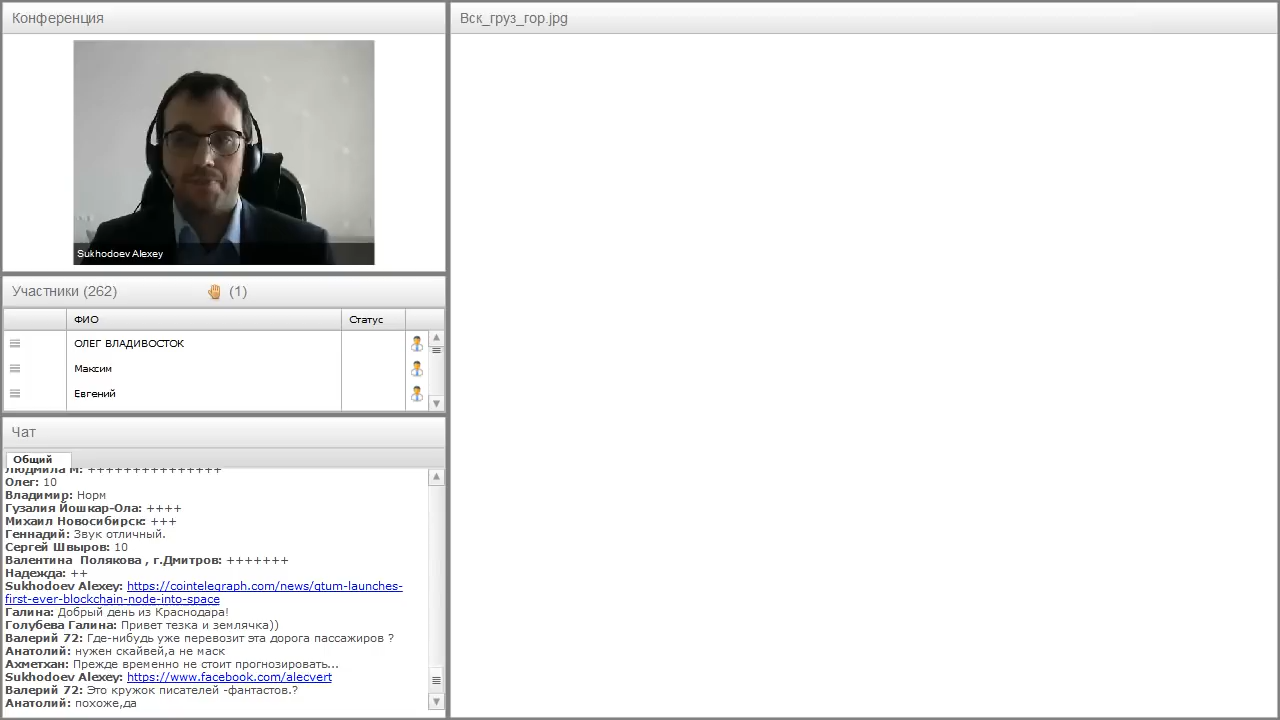 Конференция
Sukhodoev Alexey
Участники (262)
(1)
ФИО
Статус
ОЛЕГ ВЛАДИВОСТОК
Максим
Евгений
Чат
Общий
Людмила М: +++++++++++++++
Олег: 10
Владимир: Норм
Гузалия Йошкар-Ола: ++++
Михаил Новосибирск: +++
Геннадий: Звук отличный.
Сергей Швыров: 10
Валентина Полякова , г.Дмитров: +++++++
Надежда: ++
Sukhodoev Alexey: https://cointelegraph.com/news/qtum-launches-
first-ever-blockchain-node-into-space
Галина: Добрый день из Краснодара!
Голубева Галина: Привет тезка и землячка))
Валерий 72: Где-нибудь уже перевозит эта дорога пассажиров ?
Анатолий: нужен скайвей,а не маск
Ахметхан: Прежде временно не стоит прогнозировать...
Sukhodoev Alexey: https://www.facebook.com/alecvert
Валерий 72: Это кружок писателей -фантастов.?
Анатолий: похоже,да
Вск_груз_гор.jpg